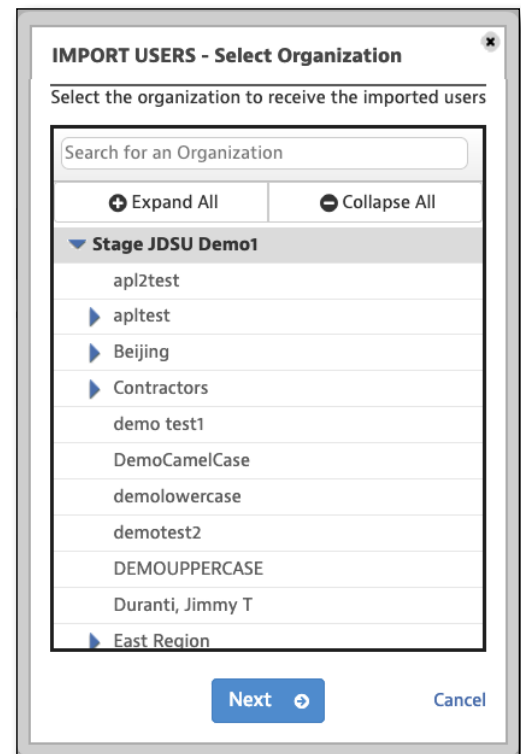 IMPORT USERS - Select Organization
Select the organization to receive the imported users
Search for an Organization
Expand All Collapse All
Stage JDSU Demo1
apl2test
apltest
Beijing
Contractors
demo test1
DemoCamelCase
demolowercase
demotest2
DEMOUPPERCASE
Duranti, Jimmy T
East Region
Next Cancel